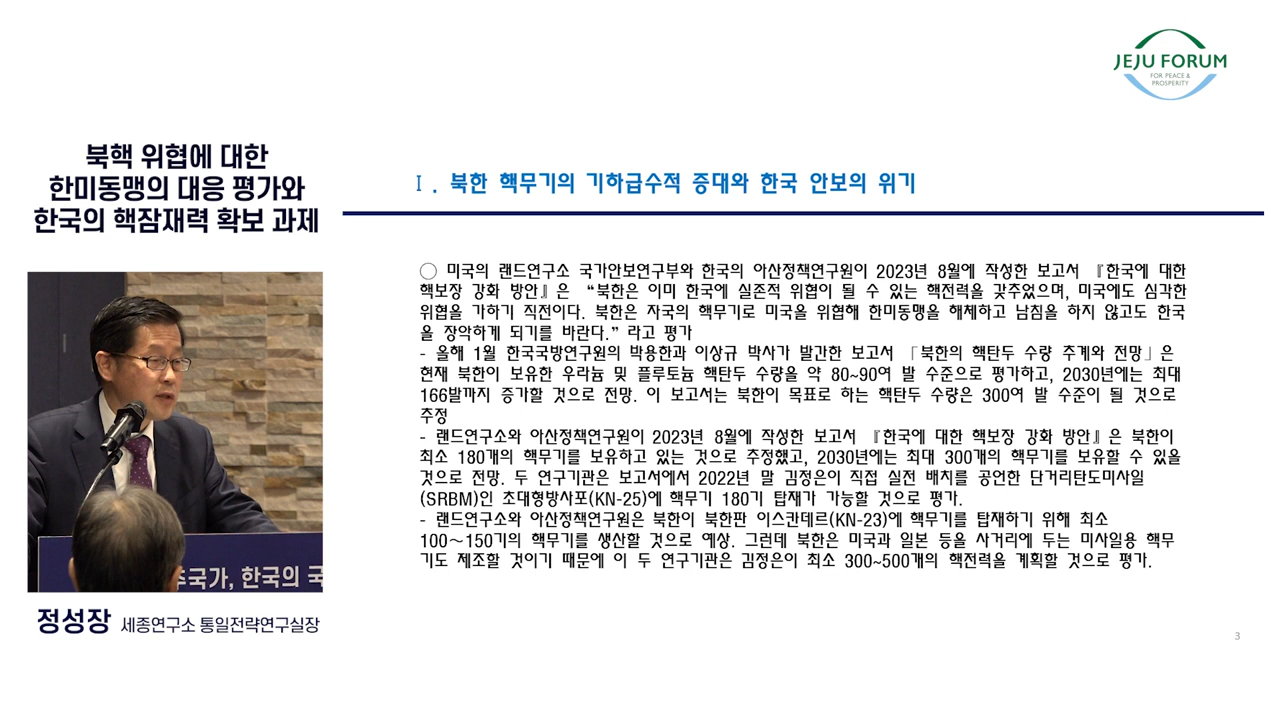 JEJU FORUM
FOR PEACE &
PROSPERITY
북핵 위협에 대한
한미동맹의 대응 평가와
한국의 핵잠재력 확보 과제
Ⅰ. 북한 핵무기의 기하급수적 증대와 한국 안보의 위기
○ 미국의 랜드연구소 국가안보연구부와 한국의 아산정책연구원이 2023년 8월에 작성한 보고서 『한국에 대한
핵보장 강화 방안』은 “북한은 이미 한국에 실존적 위협이 될 수 있는 핵전력을 갖추었으며, 미국에도 심각한
위협을 가하기 직전이다. 북한은 자국의 핵무기로 미국을 위협해 한미동맹을 해체하고 남침을 하지 않고도 한국
을 장악하게 되기를 바란다.” 라고 평가
- 올해 1월 한국국방연구원의 박용한과 이상규 박사가 발간한 보고서 「북한의 핵탄두 수량 추계와 전망」은
현재 북한이 보유한 우라늄 및 플루토늄 핵탄두 수량을 약 80~90여 발 수준으로 평가하고, 2030년에는 최대
166발까지 증가할 것으로 전망. 이 보고서는 북한이 목표로 하는 핵탄두 수량은 300여 발 수준이 될 것으로
추정
- 랜드연구소와 아산정책연구원이 2023년 8월에 작성한 보고서 『한국에 대한 핵보장 강화 방안』은 북한이
최소 180개의 핵무기를 보유하고 있는 것으로 추정했고, 2030년에는 최대 300개의 핵무기를 보유할 수 있을
것으로 전망. 두 연구기관은 보고서에서 2022년 말 김정은이 직접 실전 배치를 공언한 단거리탄도미사일
(SRBM)인 초대형방사포(KN-25)에 핵무기 180기 탑재가 가능할 것으로 평가.
- 랜드연구소와 아산정책연구원은 북한이 북한판 이스칸데르(KN-23)에 핵무기를 탑재하기 위해 최소
100～150기의 핵무기를 생산할 것으로 예상. 그런데 북한은 미국과 일본 등을 사거리에 두는 미사일용 핵무
기도 제조할 것이기 때문에 이 두 연구기관은 김정은이 최소 300~500개의 핵전력을 계획할 것으로 평가.
주국가, 한국의 국
정성장 세종연구소 통일전략연구실장
3